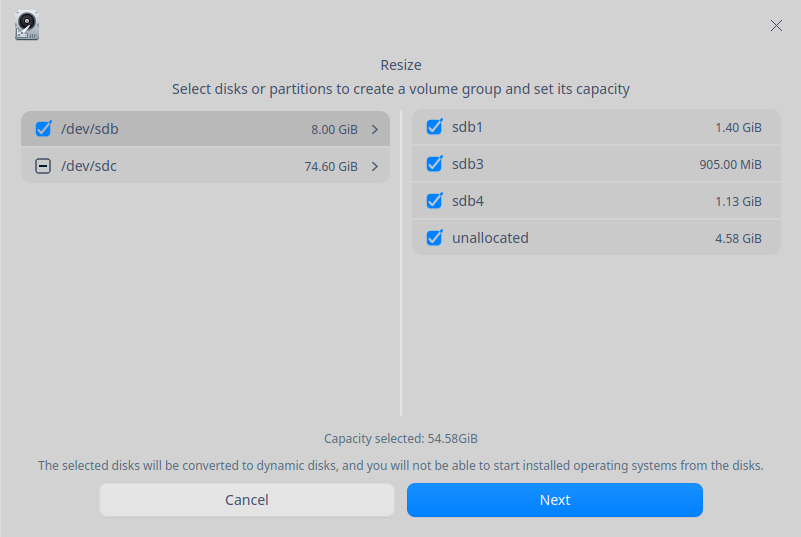 Resize
Select disks or partitions to create a volume group and set its capacity
/dev/sdb 8.00 GiB
/dev/sdc 74.60 GiB
sdb1 1.40 GiB
sdb3 905.00 MiB
sdb4 1.13 GiB
unallocated 4.58 GiB
Capacity selected: 54.58GiB
The selected disks will be converted to dynamic disks, and you will not be able to start installed operating systems from the disks.
Cancel Next